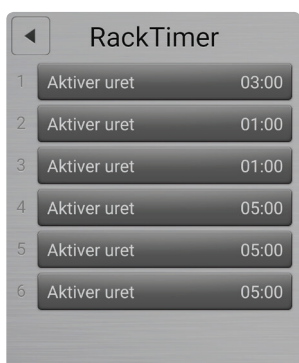 RackTimer
1 Aktiver uret 03:00
2 Aktiver uret 01:00
3 Aktiver uret 01:00
4 Aktiver uret 05:00
5 Aktiver uret 05:00
6 Aktiver uret 05:00